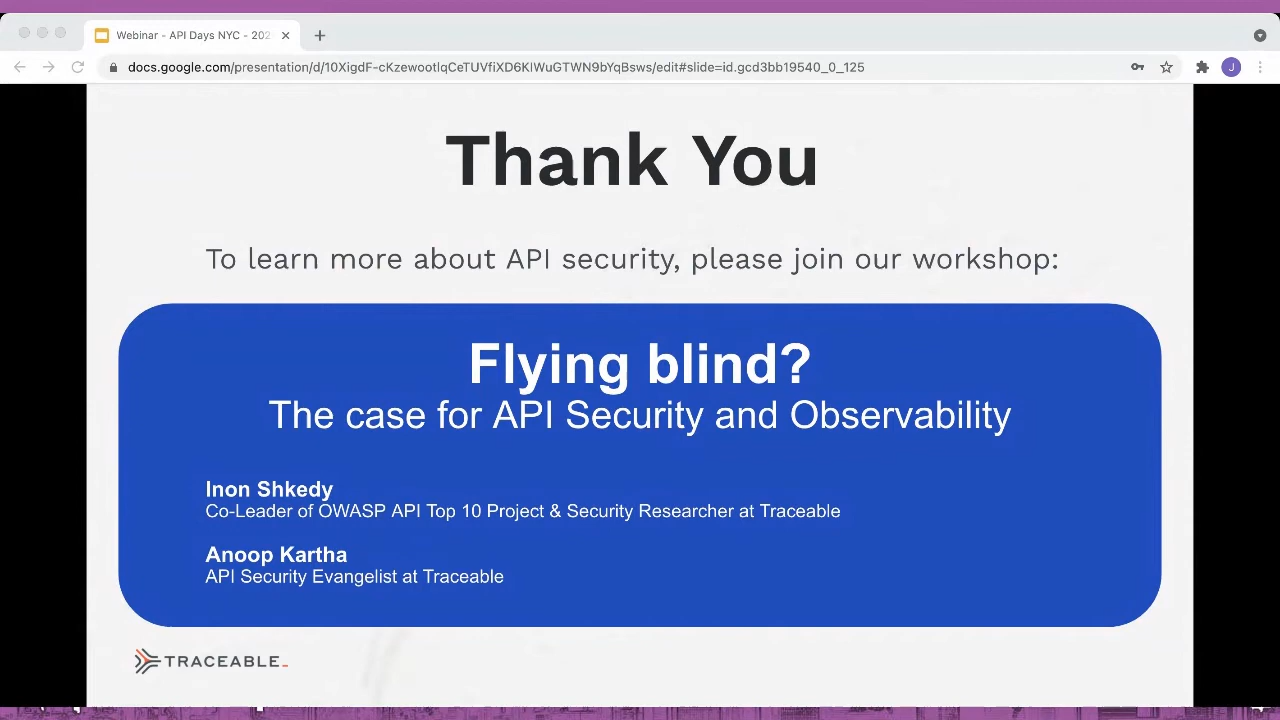 Webinar - API Days NYC - 202
docs.google.com/presentation/d/10XigdF-cKzewootIqCeTUVfiXD6KIWuGTWN9bYqBsws/edit#slide=id.gcd3bb19540_0_125
J
Thank You
To learn more about API security, please join our workshop:
Flying blind?
The case for API Security and Observability
Inon Shkedy
Co-Leader of OWASP API Top 10 Project & Security Researcher at Traceable
Anoop Kartha
API Security Evangelist at Traceable
TRACEABLE_